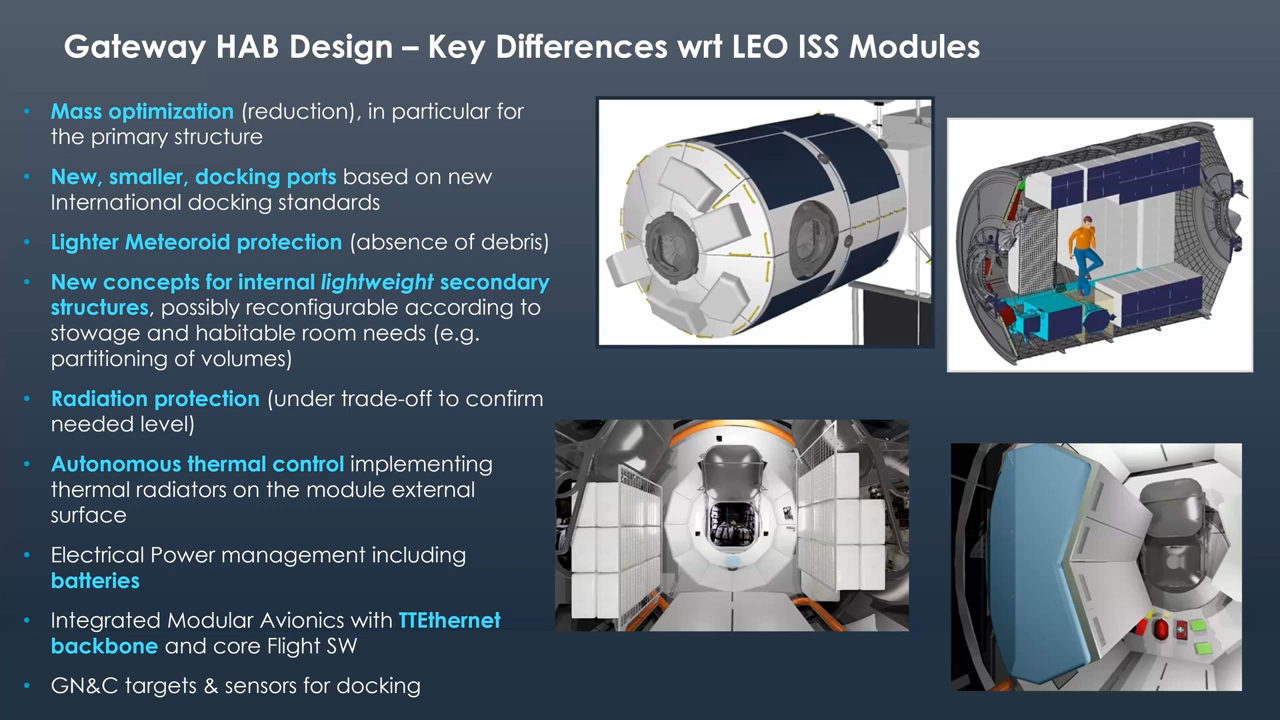 Gateway HAB Design – Key Differences wrt LEO ISS Modules
• Mass optimization (reduction), in particular for
the primary structure
• New, smaller, docking ports based on new
International docking standards
• Lighter Meteoroid protection (absence of debris)
• New concepts for internal lightweight secondary
structures, possibly reconfigurable according to
stowage and habitable room needs (e.g.
partitioning of volumes)
• Radiation protection (under trade-off to confirm
needed level)
• Autonomous thermal control implementing
thermal radiators on the module external
surface
• Electrical Power management including
batteries
• Integrated Modular Avionics with TTEthernet
backbone and core Flight SW
• GN&C targets & sensors for docking